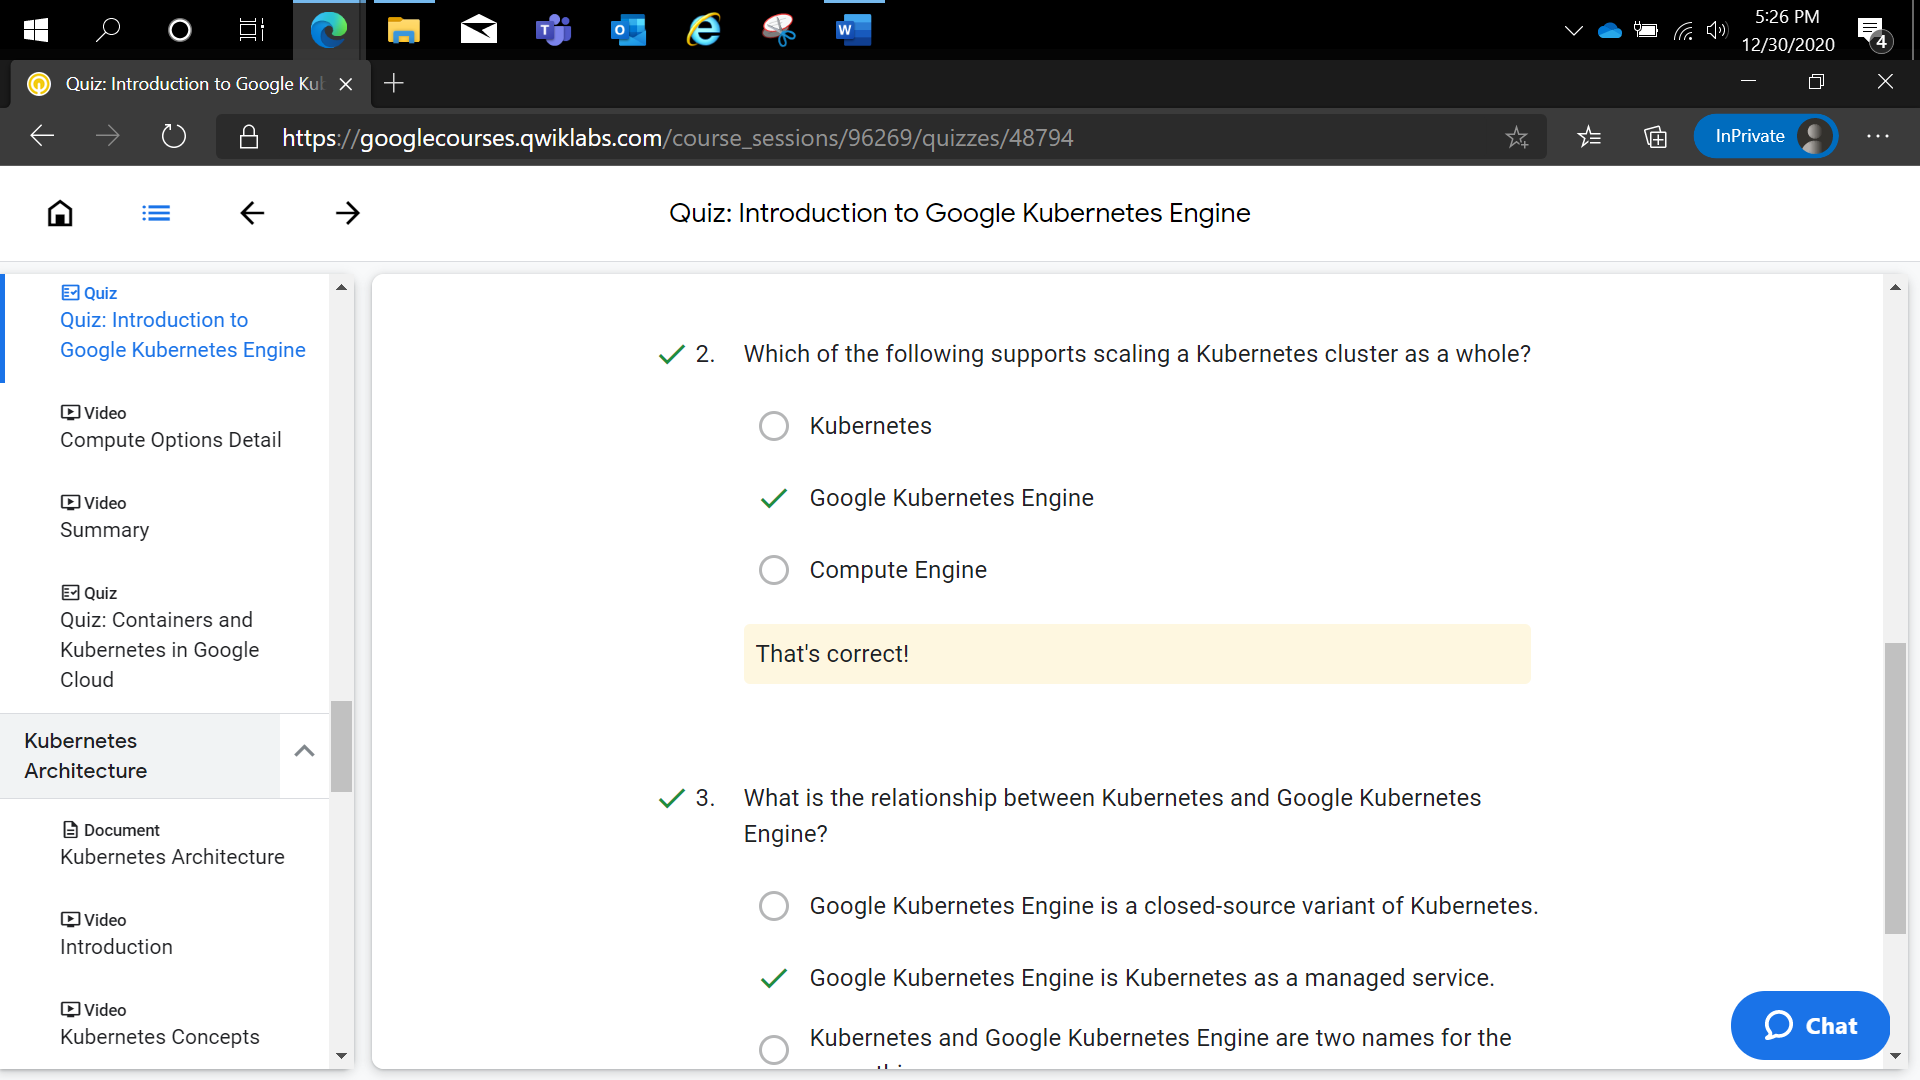 5:26 PM
12/30/2020
4
Quiz: Introduction to Google Kub
https://googlecourses.qwiklabs.com/course_sessions/96269/quizzes/48794
InPrivate
Quiz: Introduction to Google Kubernetes Engine
Quiz
Quiz: Introduction to
Google Kubernetes Engine
Video
Compute Options Detail
Video
Summary
Quiz
Quiz: Containers and
Kubernetes in Google
Cloud
Kubernetes
Architecture
Document
Kubernetes Architecture
Video
Introduction
Video
Kubernetes Concepts
2. Which of the following supports scaling a Kubernetes cluster as a whole?
Kubernetes
Google Kubernetes Engine
Compute Engine
That's correct!
3. What is the relationship between Kubernetes and Google Kubernetes
Engine?
Google Kubernetes Engine is a closed-source variant of Kubernetes.
Google Kubernetes Engine is Kubernetes as a managed service.
Kubernetes and Google Kubernetes Engine are two names for the
Chat